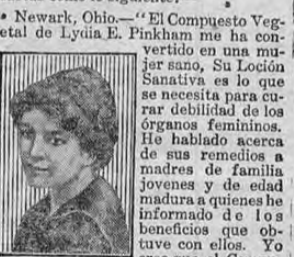 • Newark, Ohio.—"El Compuesto Veg-
etal de Lydia E. Pinkham me ha con-
vertido en una mu-
jer sano, Su Loción
Sanativa es lo que
se necesita para cu-
rar debilidad de los
órganos femininos.
He hablado acerca
de sus remedios a
madres de familia
jovenes y de edad
madura a quienes he
informado de los
beneficios que ob-
tuve con ellos. Yo